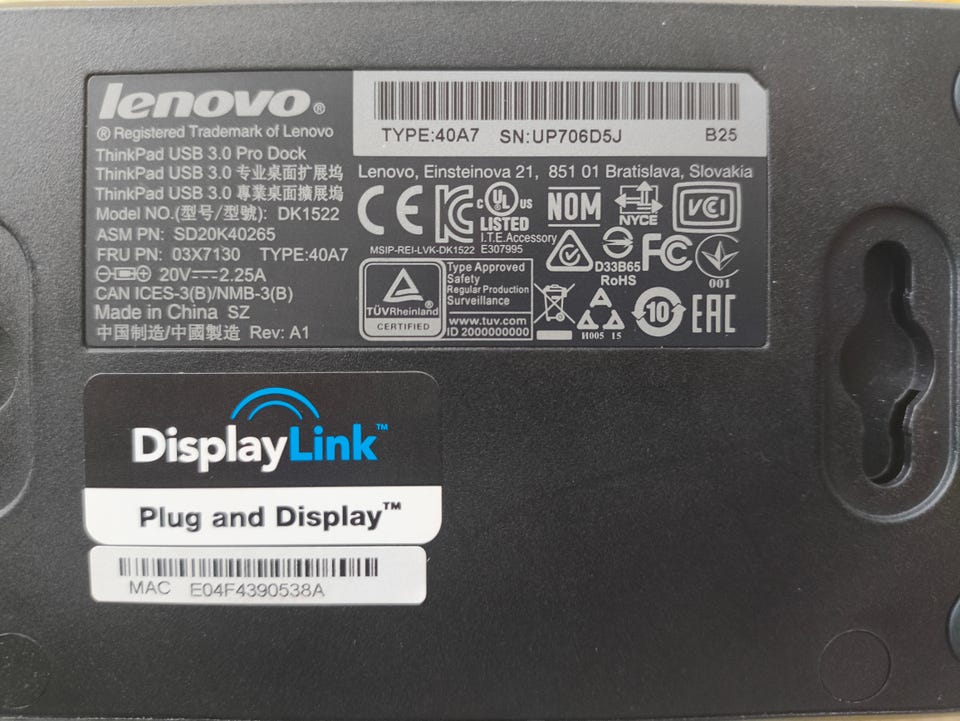 lenovo®
® Registered Trademark of Lenovo
ThinkPad USB 3.0 Pro Dock
ThinkPad USB 3.0 专业桌面扩展坞
ThinkPad USB 3.0 專業桌面擴展塢
Model NO.(型号/型號): DK1522
ASM PN: SD20K40265
FRU PN: 03X7130 TYPE:40A7
20V 2.25A
CAN ICES-3(B)/NMB-3(B)
Made in China SZ
中国制造/中國製造 Rev: A1
TYPE:40A7 SN:UP706D5J B25
Lenovo, Einsteinova 21, 851 01 Bratislava, Slovakia
CE
MSIP-REI-LVK-DK1522
c UL® US
LISTED
I.T.E.Accessory
E307995
NOM
NYCE
VCI
D33B65
RoHS
FC
001
TÜVRheinland®
CERTIFIED
Type Approved
Safety
Regular Production
Surveillance
www.tuv.com
ID 2000000000
H005 15
10
EAC
DisplayLink™
Plug and Display™
MAC E04F4390538A